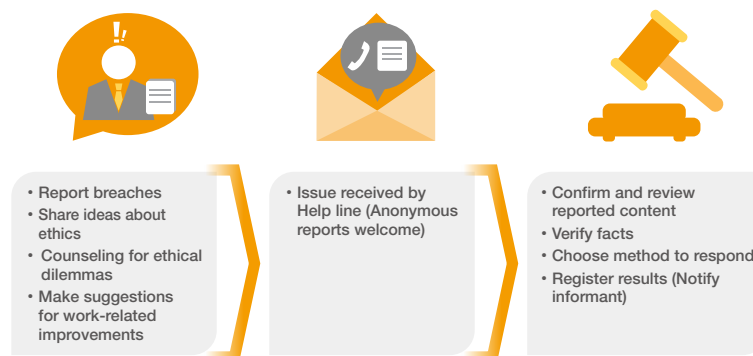 • Report breaches
• Share ideas about
ethics
• Counseling for ethical
dilemmas
• Make suggestions
for work-related
improvements
• Issue received by
Help line (Anonymous
reports welcome)
• Confirm and review
reported content
• Verify facts
• Choose method to respond
• Register results (Notify
informant)